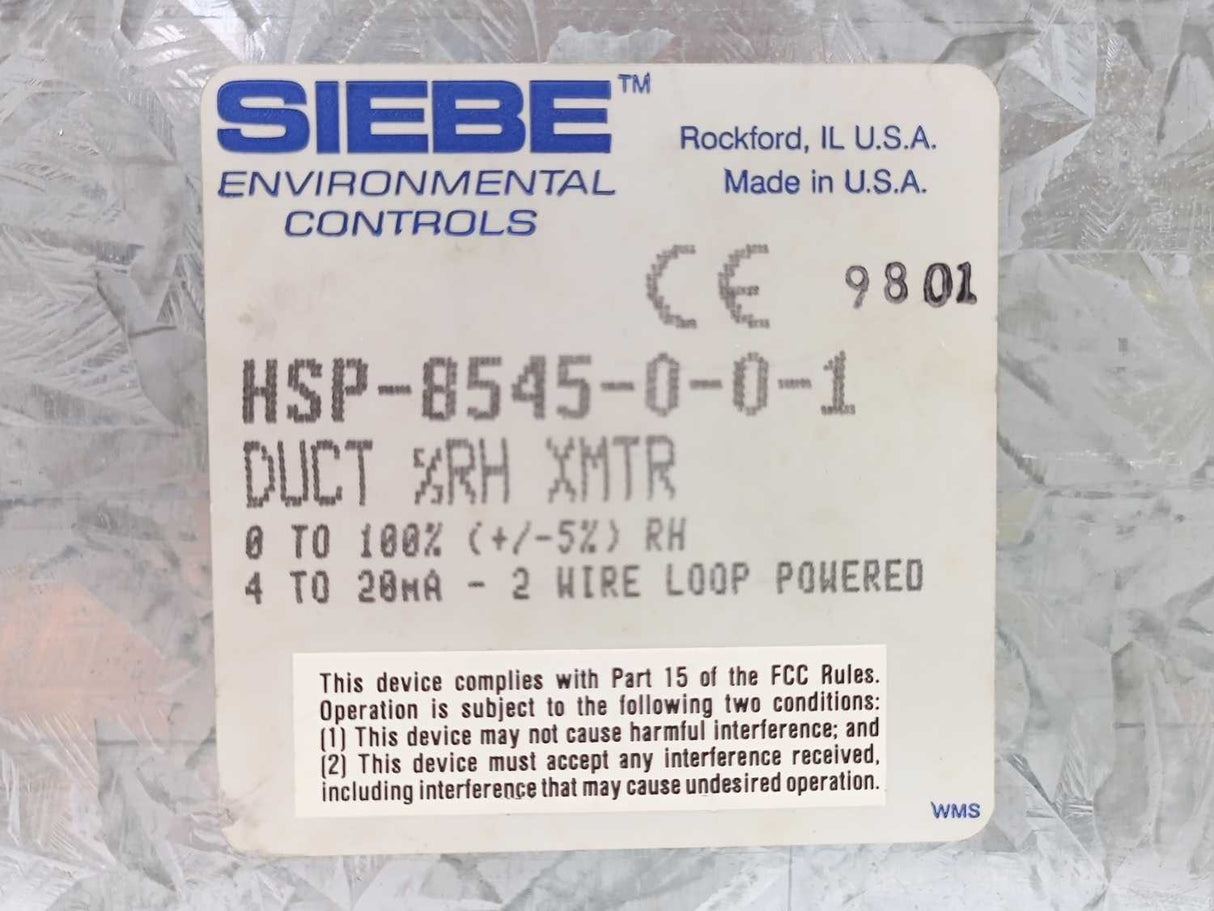 SIEBE™
ENVIRONMENTAL
CONTROLS
Rockford, IL U.S.A.
Made in U.S.A.
CE 9801
HSP-8545-0-0-1
DUCT %RH XMTR
0 TO 100% (+/-5%) RH
4 TO 20MA - 2 WIRE LOOP POWERED
This device complies with Part 15 of the FCC Rules.
Operation is subject to the following two conditions:
(1) This device may not cause harmful interference; and
(2) This device must accept any interference received,
including interference that may cause undesired operation.
WMS